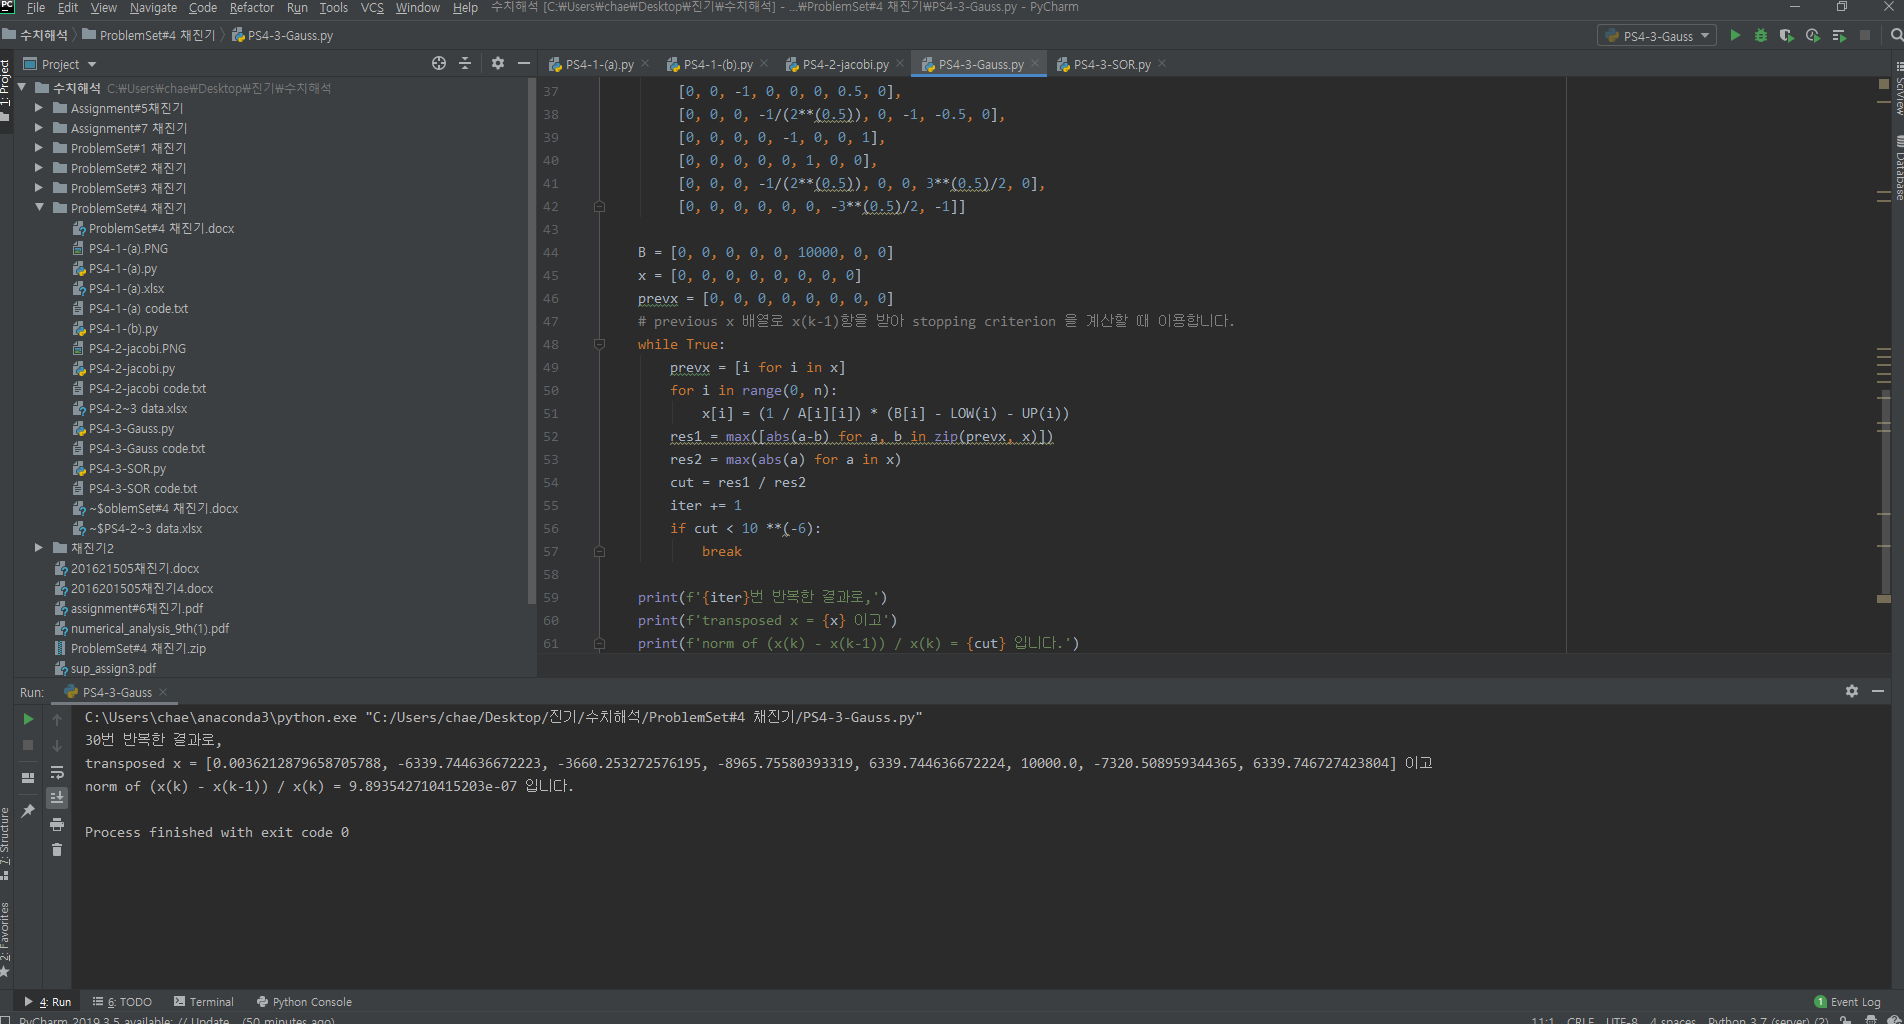 File Edit View Navigate Code Refactor Run Tools VCS Window Help 수치해석 [C:₩Users₩chae₩Desktop₩진기₩수치해석] - ...₩ProblemSet#4 채진기₩PS4-3-Gauss.py - PyCharm
수치해석 ProblemSet#4 채진기 PS4-3-Gauss.py PS4-3-Gauss
Project PS4-1-(a).py PS4-1-(b).py PS4-2-jacobi.py PS4-3-Gauss.py PS4-3-SOR.py
1: Project
수치해석 C:₩Users₩chae₩Desktop₩진기₩수치해석
Assignment#5채진기
Assignment#7 채진기
ProblemSet#1 채진기
ProblemSet#2 채진기
ProblemSet#3 채진기
ProblemSet#4 채진기
ProblemSet#4 채진기.docx
PS4-1-(a).PNG
PS4-1-(a).py
PS4-1-(a).xlsx
PS4-1-(a) code.txt
PS4-1-(b).py
PS4-2-jacobi.PNG
PS4-2-jacobi.py
PS4-2-jacobi code.txt
PS4-2~3 data.xlsx
PS4-3-Gauss.py
PS4-3-Gauss code.txt
PS4-3-SOR.py
PS4-3-SOR code.txt
~$oblemSet#4 채진기.docx
~$PS4-2~3 data.xlsx
채진기2
201621505채진기.docx
2016201505채진기4.docx
assignment#6채진기.pdf
numerical_analysis_9th(1).pdf
ProblemSet#4 채진기.zip
sup_assign3.pdf
37 [0, 0, -1, 0, 0, 0, 0.5, 0],
38 [0, 0, 0, -1/(2**(0.5)), 0, -1, -0.5, 0],
39 [0, 0, 0, 0, -1, 0, 0, 1],
40 [0, 0, 0, 0, 0, 1, 0, 0],
41 [0, 0, 0, -1/(2**(0.5)), 0, 0, 3**(0.5)/2, 0],
42 [0, 0, 0, 0, 0, 0, -3**(0.5)/2, -1]]
43
44 B = [0, 0, 0, 0, 0, 10000, 0, 0]
45 x = [0, 0, 0, 0, 0, 0, 0, 0]
46 prevx = [0, 0, 0, 0, 0, 0, 0, 0]
47 # previous x 배열로 x(k-1)항을 받아 stopping criterion 을 계산할 때 이용합니다.
48 while True:
49 prevx = [i for i in x]
50 for i in range(0, n):
51 x[i] = (1 / A[i][i]) * (B[i] - LOW(i) - UP(i))
52 res1 = max([abs(a-b) for a, b in zip(prevx, x)])
53 res2 = max(abs(a) for a in x)
54 cut = res1 / res2
55 iter += 1
56 if cut < 10 **(-6):
57 break
58
59 print(f'{iter}번 반복한 결과로,')
60 print(f'transposed x = {x} 이고')
61 print(f'norm of (x(k) - x(k-1)) / x(k) = {cut} 입니다.')
SciView
Database
Run: PS4-3-Gauss
C:\Users\chae\anaconda3\python.exe "C:/Users/chae/Desktop/진기/수치해석/ProblemSet#4 채진기/PS4-3-Gauss.py"
30번 반복한 결과로,
transposed x = [0.0036212879658705788, -6339.744636672223, -3660.253272576195, -8965.75580393319, 6339.744636672224, 10000.0, -7320.508959344365, 6339.746727423804] 이고
norm of (x(k) - x(k-1)) / x(k) = 9.893542710415203e-07 입니다.
Process finished with exit code 0
7: Structure
2: Favorites
4: Run 6: TODO Terminal Python Console 1 Event Log
PyCharm 2019.3.5 available: // Update... (50 minutes ago) 11:1 CRLF UTF-8 4 spaces Python 3.7 (server) (2)